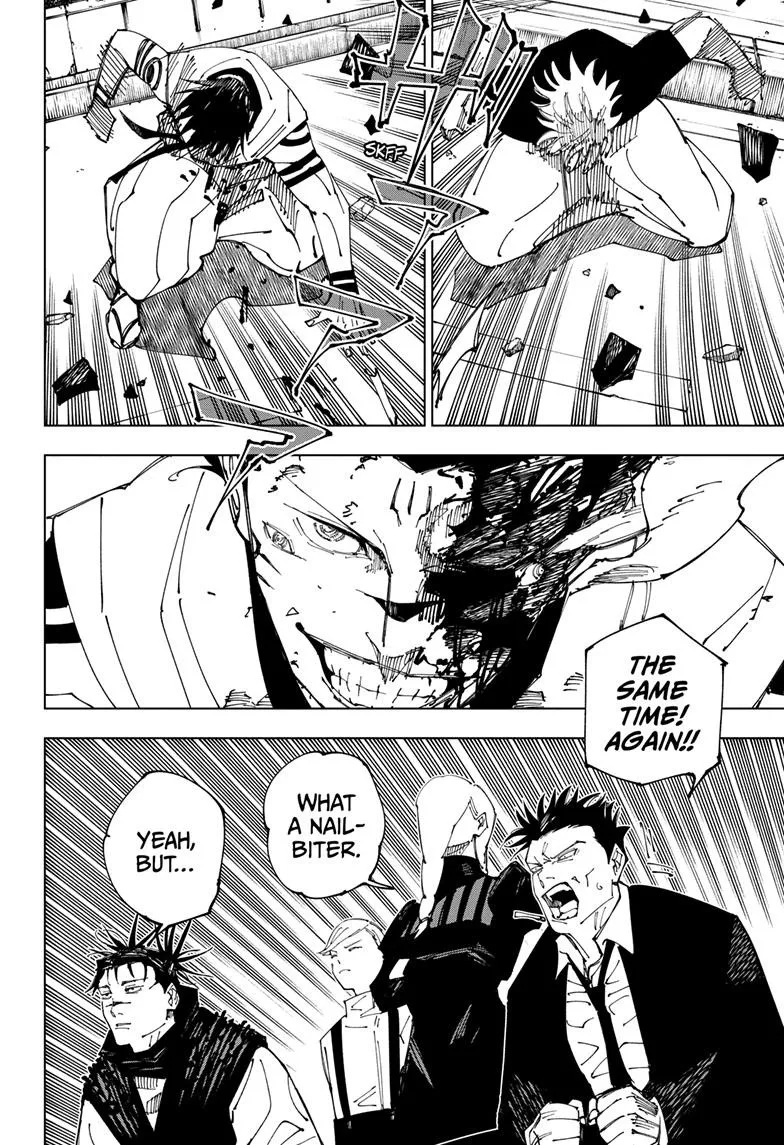 SKFF
THE
SAME
TIME!
AGAIN!!
WHAT
A NAIL-
BITER.
YEAH,
BUT...